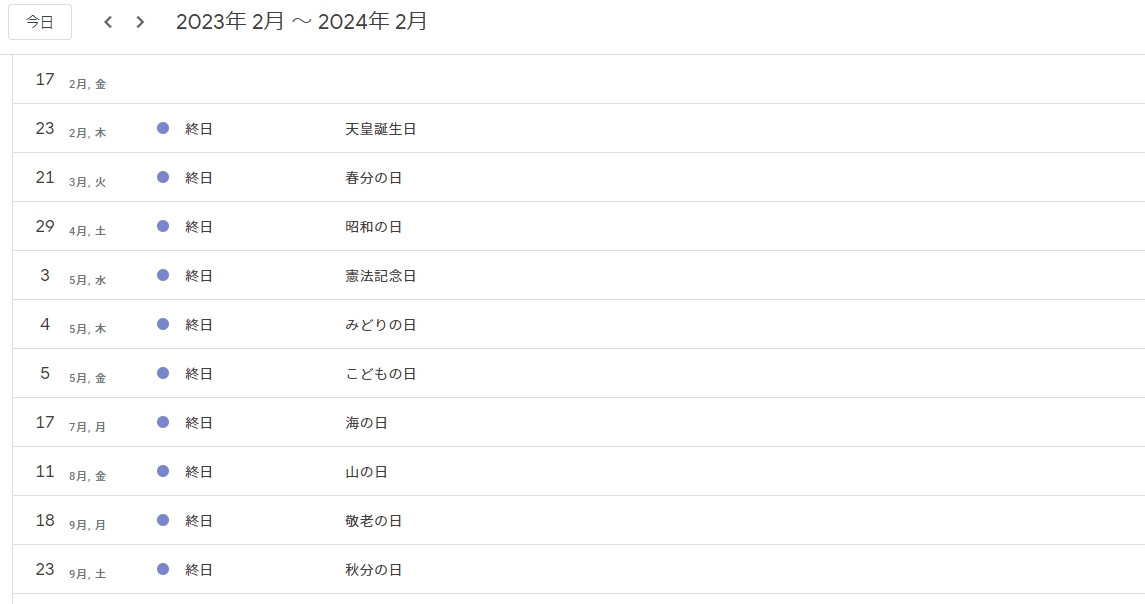 今日 2023年 2月 ～ 2024年 2月
17 2月, 金
23 2月, 木 終日 天皇誕生日
21 3月, 火 終日 春分の日
29 4月, 土 終日 昭和の日
3 5月, 水 終日 憲法記念日
4 5月, 木 終日 みどりの日
5 5月, 金 終日 こどもの日
17 7月, 月 終日 海の日
11 8月, 金 終日 山の日
18 9月, 月 終日 敬老の日
23 9月, 土 終日 秋分の日